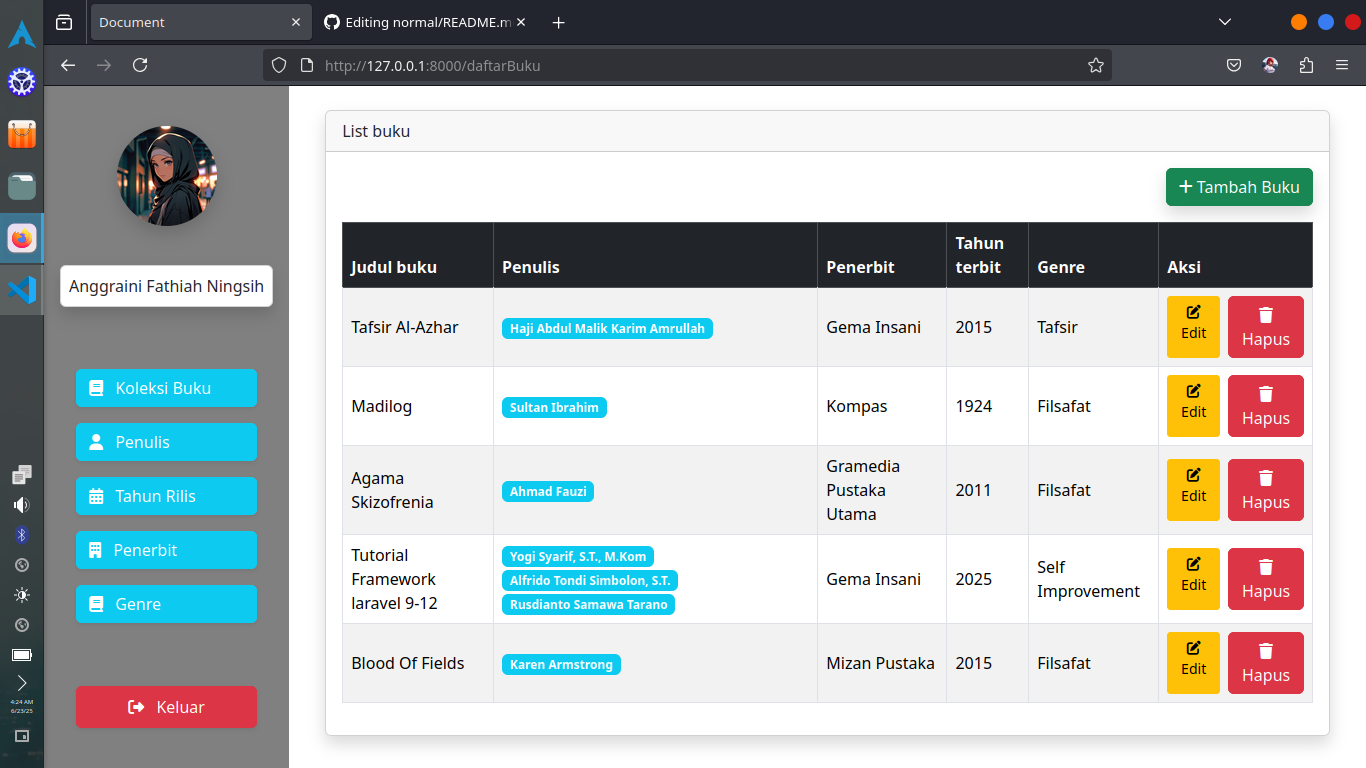 Document
Editing normal/README.m
http://127.0.0.1:8000/daftarBuku
Anggraini Fathiah Ningsih
Koleksi Buku
Penulis
Tahun Rilis
Penerbit
Genre
Keluar
4:24 AM
6/23/25
List buku
Tambah Buku
Judul buku Penulis Penerbit Tahun terbit Genre Aksi
Tafsir Al-Azhar Haji Abdul Malik Karim Amrullah Gema Insani 2015 Tafsir Edit Hapus
Madilog Sultan Ibrahim Kompas 1924 Filsafat Edit Hapus
Agama Skizofrenia Ahmad Fauzi Gramedia Pustaka Utama 2011 Filsafat Edit Hapus
Tutorial Framework laravel 9-12 Yogi Syarif, S.T., M.Kom Alfrido Tondi Simbolon, S.T. Rusdianto Samawa Tarano Gema Insani 2025 Self Improvement Edit Hapus
Blood Of Fields Karen Armstrong Mizan Pustaka 2015 Filsafat Edit Hapus